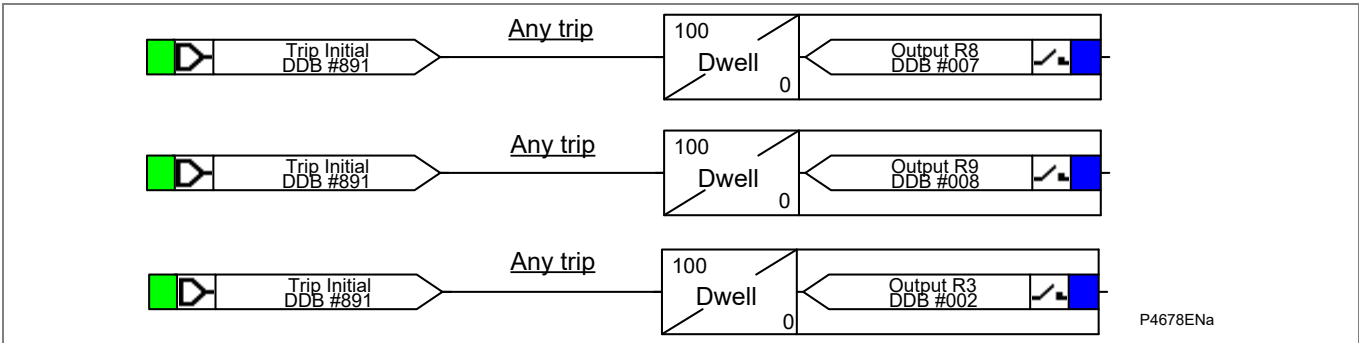 Any trip
100
Trip Initial
DDB #891
Dwell
Output R8
DDB #007
0
Any trip
100
Trip Initial
DDB #891
Dwell
Output R9
DDB #008
0
Any trip
100
Trip Initial
DDB #891
Dwell
Output R3
DDB #002
0
P4678ENa